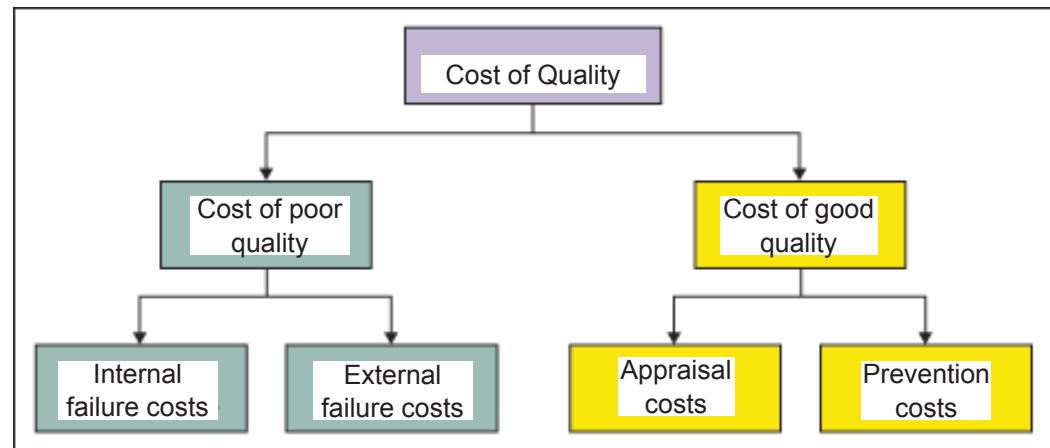 Cost of Quality
Cost of poor
quality
Cost of good
quality
Internal
failure costs
External
failure costs
Appraisal
costs
Prevention
costs